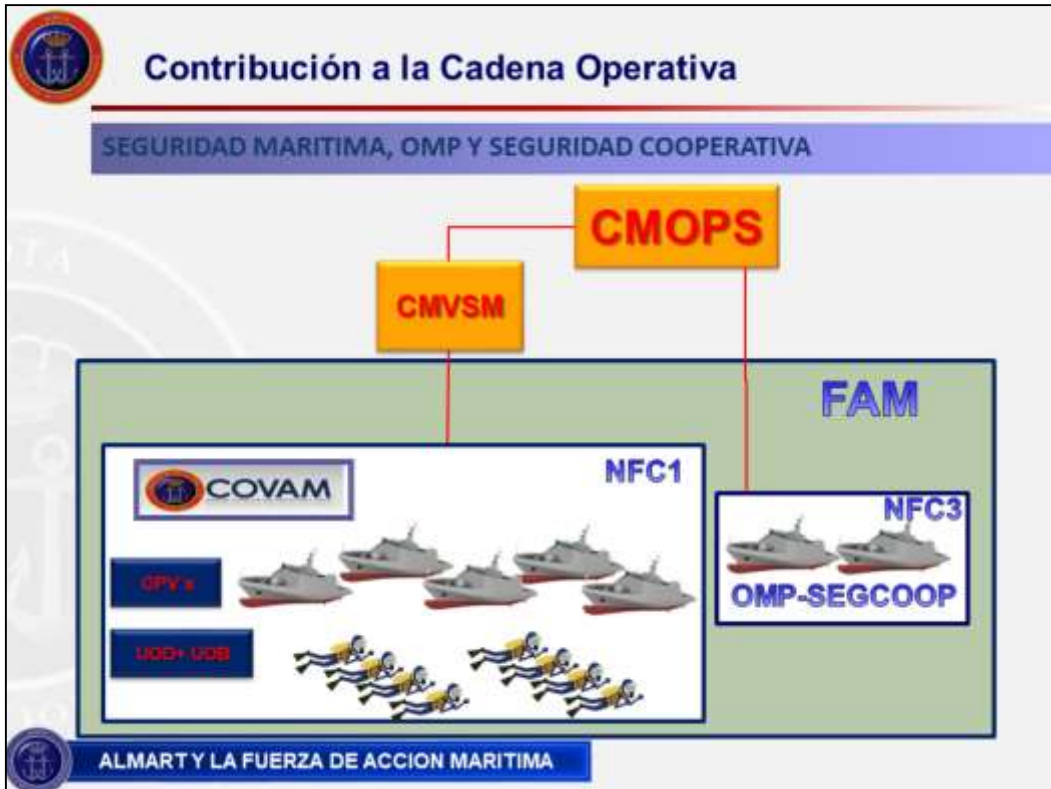 Contribución a la Cadena Operativa
SEGURIDAD MARITIMA, OMP Y SEGURIDAD COOPERATIVA
CMOPS
CMVSM
FAM
COVAM
NFC1
NFC3
OPV's
OMP-SEGCOOP
ALMART Y LA FUERZA DE ACCION MARITIMA